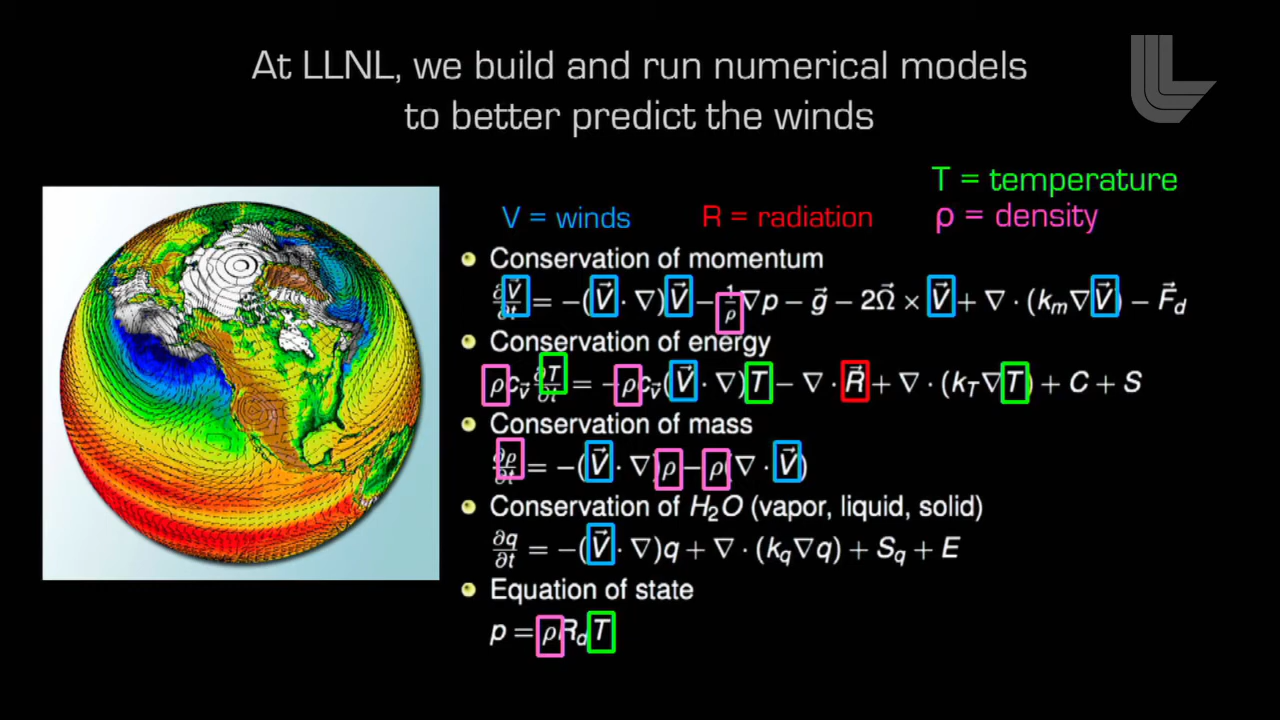 At LLNL, we build and run numerical models
to better predict the winds
T = temperature
V = winds R = radiation ρ = density
Conservation of momentum
∂V⃗/∂t = −(V⃗ · ∇)V⃗ − 1/ρ ∇p − g⃗ − 2Ω⃗ × V⃗ + ∇ · (kₘ∇V⃗) − F⃗_d
Conservation of energy
ρc_v⃗ ∂T/∂t = −ρc_v⃗(V⃗ · ∇)T − ∇ · R⃗ + ∇ · (k_T∇T) + C + S
Conservation of mass
∂ρ/∂t = −(V⃗ · ∇)ρ − ρ(∇ · V⃗)
Conservation of H₂O (vapor, liquid, solid)
∂q/∂t = −(V⃗ · ∇)q + ∇ · (k_q∇q) + S_q + E
Equation of state
p = ρR_dT